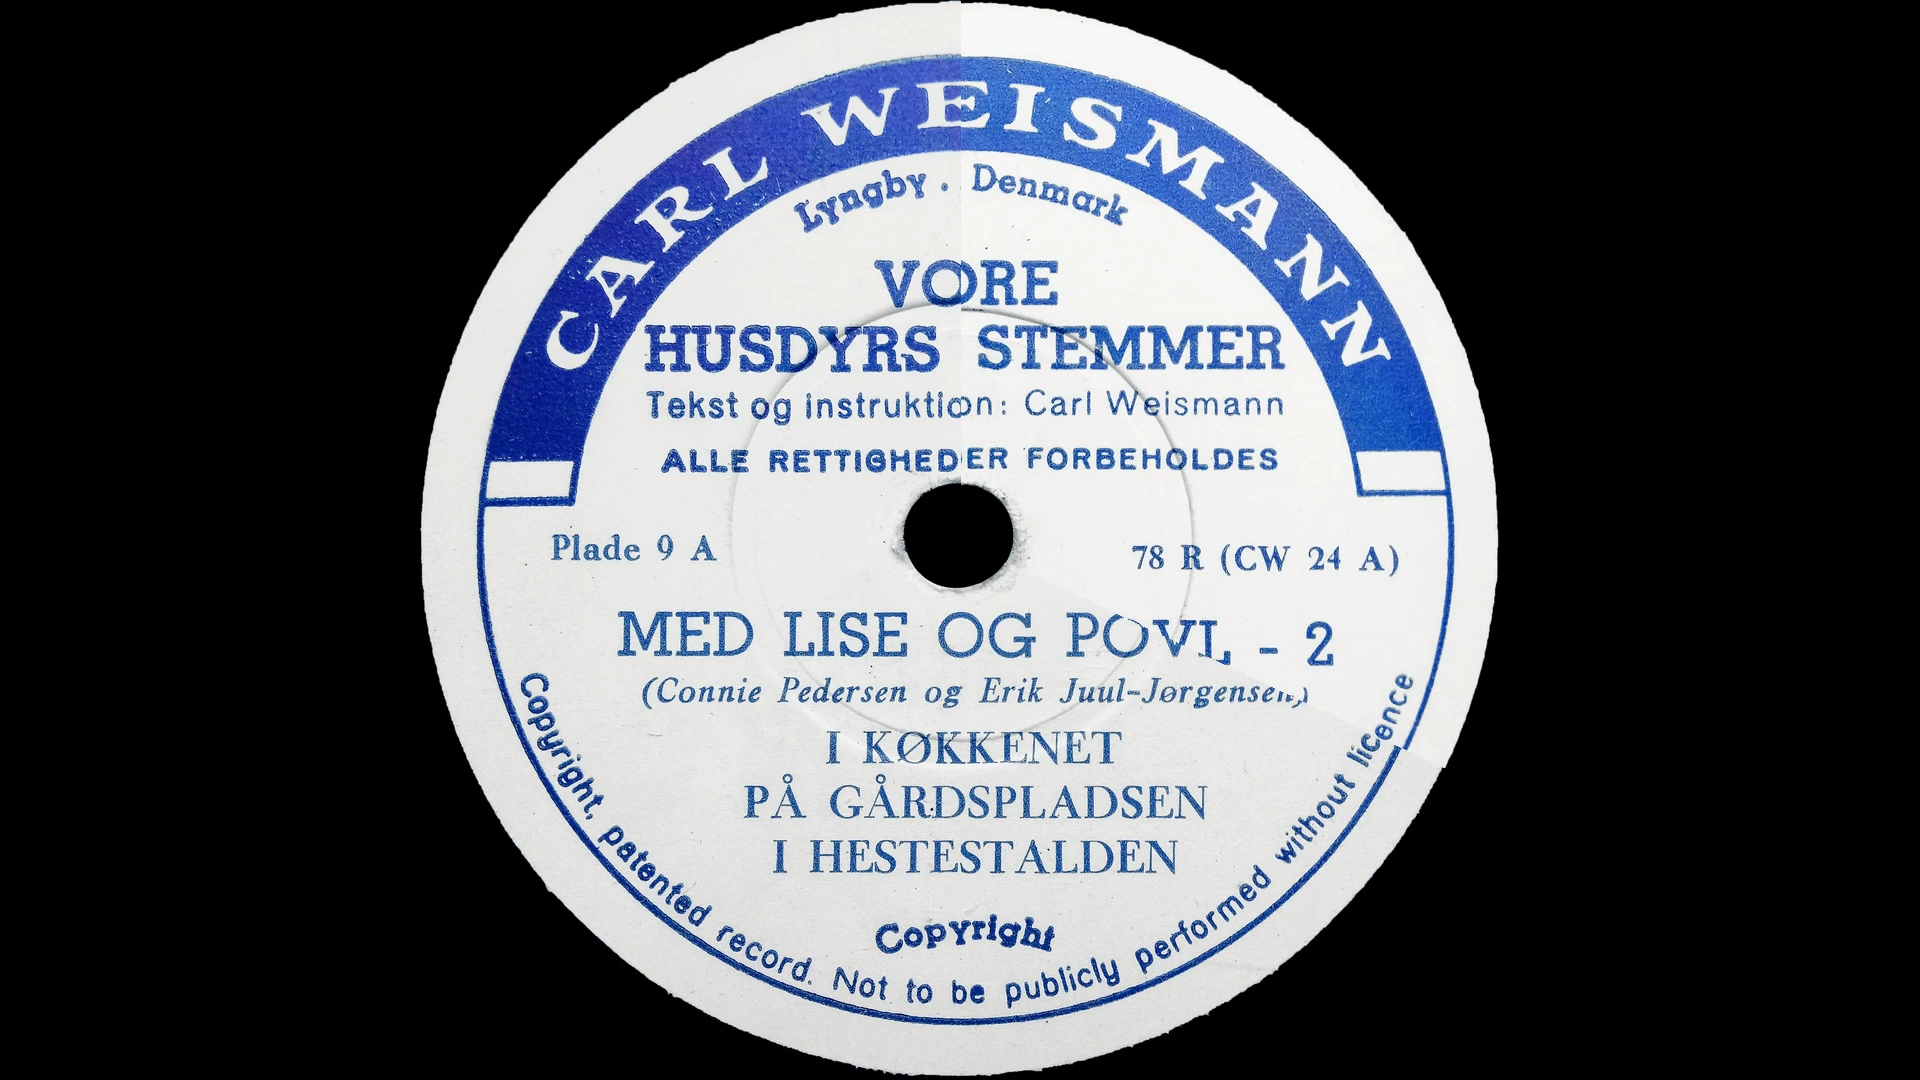 CARL WEISMANN
Lyngby . Denmark
VORE
HUSDYRS STEMMER
Tekst og instruktion: Carl Weismann
ALLE RETTIGHEDER FORBEHOLDES
Plade 9 A
78 R (CW 24 A)
MED LISE OG POVL - 2
(Connie Pedersen og Erik Juul-Jørgensen)
I KØKKENET
PÅ GÅRDSPLADSEN
I HESTESTALDEN
Copyright
Copyright, patented record. Not to be publicly performed without licence